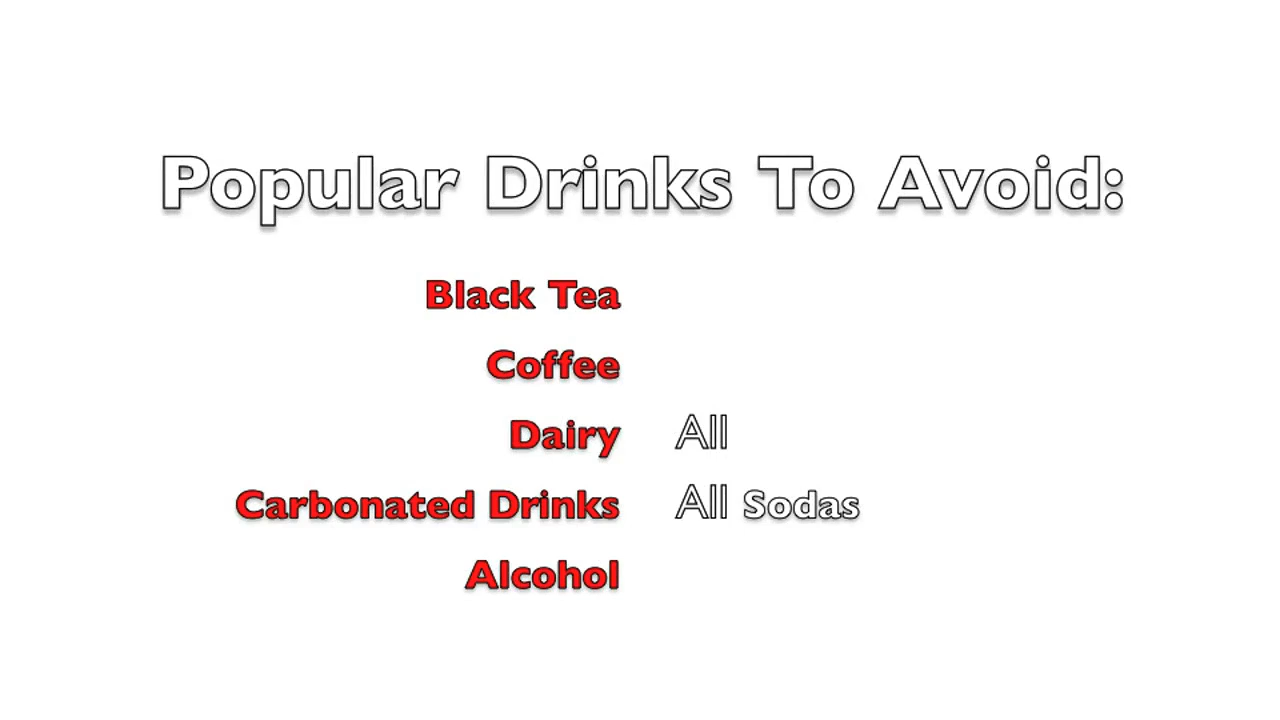 Popular Drinks To Avoid:
Black Tea
Coffee
Dairy All
Carbonated Drinks All Sodas
Alcohol